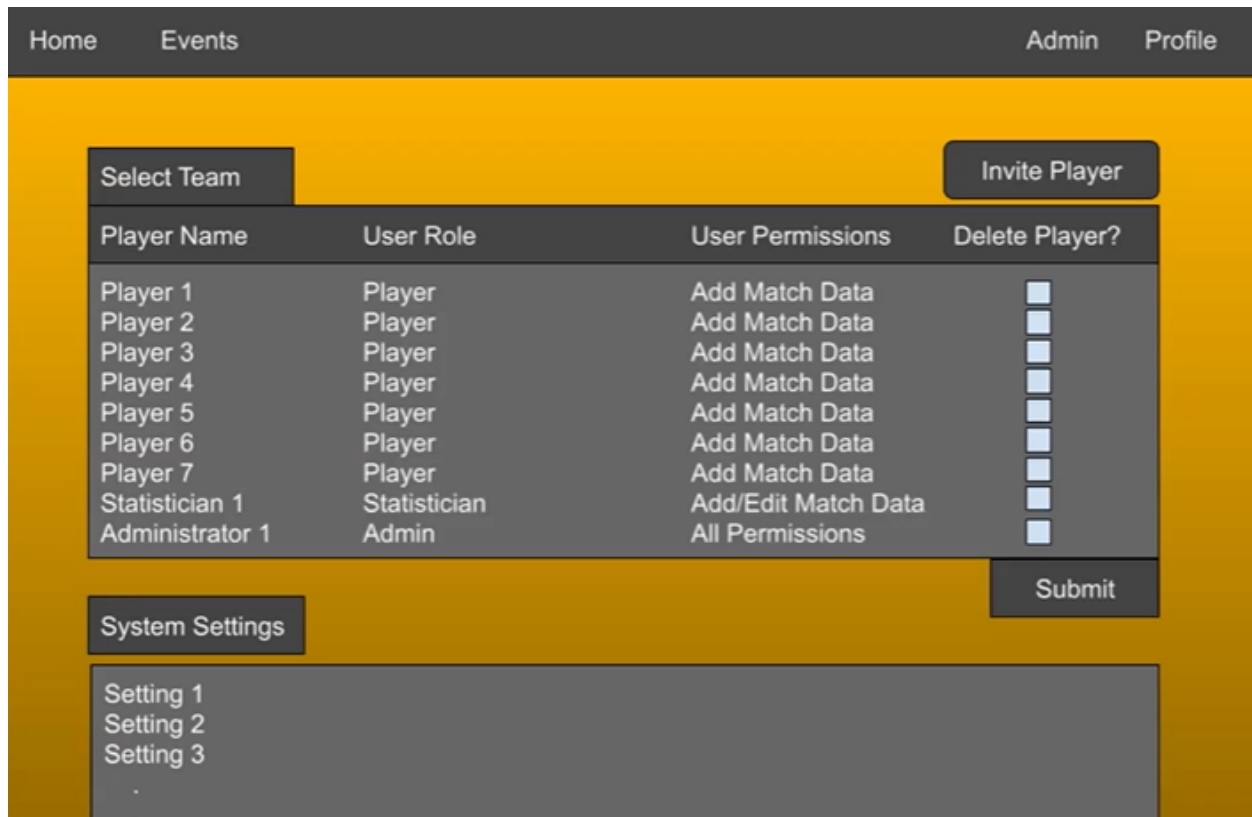 Home Events Admin Profile
Select Team
Invite Player
Player Name User Role User Permissions Delete Player?
Player 1 Player Add Match Data
Player 2 Player Add Match Data
Player 3 Player Add Match Data
Player 4 Player Add Match Data
Player 5 Player Add Match Data
Player 6 Player Add Match Data
Player 7 Player Add Match Data
Statistician 1 Statistician Add/Edit Match Data
Administrator 1 Admin All Permissions
Submit
System Settings
Setting 1
Setting 2
Setting 3
.